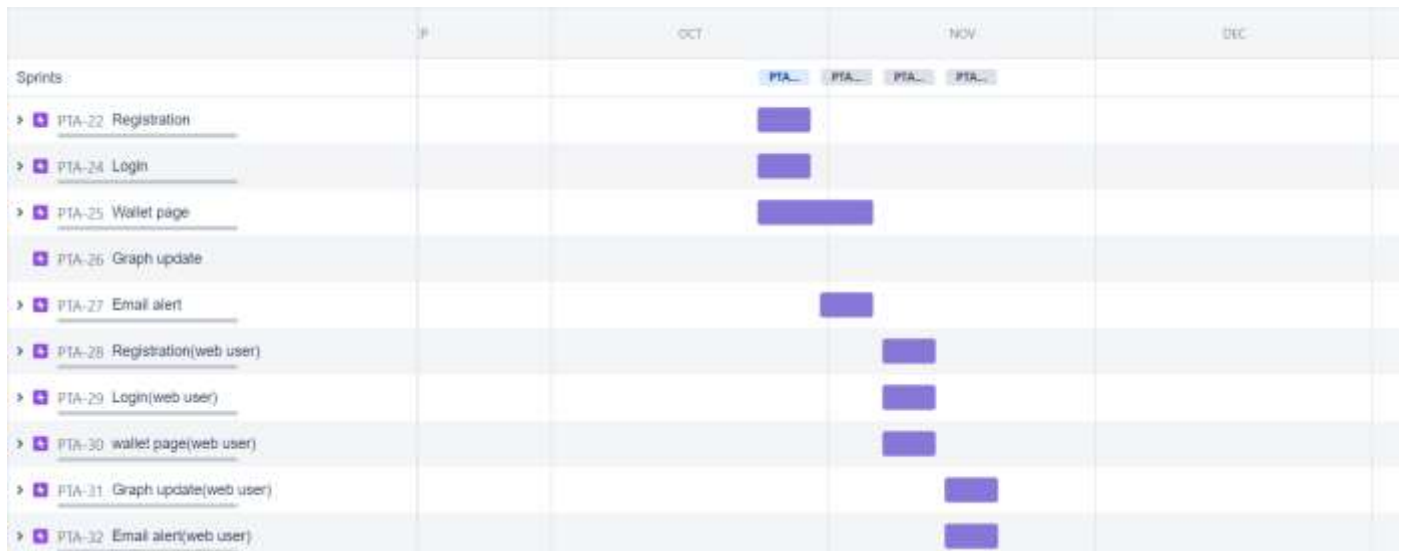 OCT NOV DEC
Sprints PTA... PTA... PTA... PTA...
PTA-22 Registration
PTA-24 Login
PTA-25 Wallet page
PTA-26 Graph update
PTA-27 Email alert
PTA-28 Registration(web user)
PTA-29 Login(web user)
PTA-30 wallet page(web user)
PTA-31 Graph update(web user)
PTA-32 Email alert(web user)